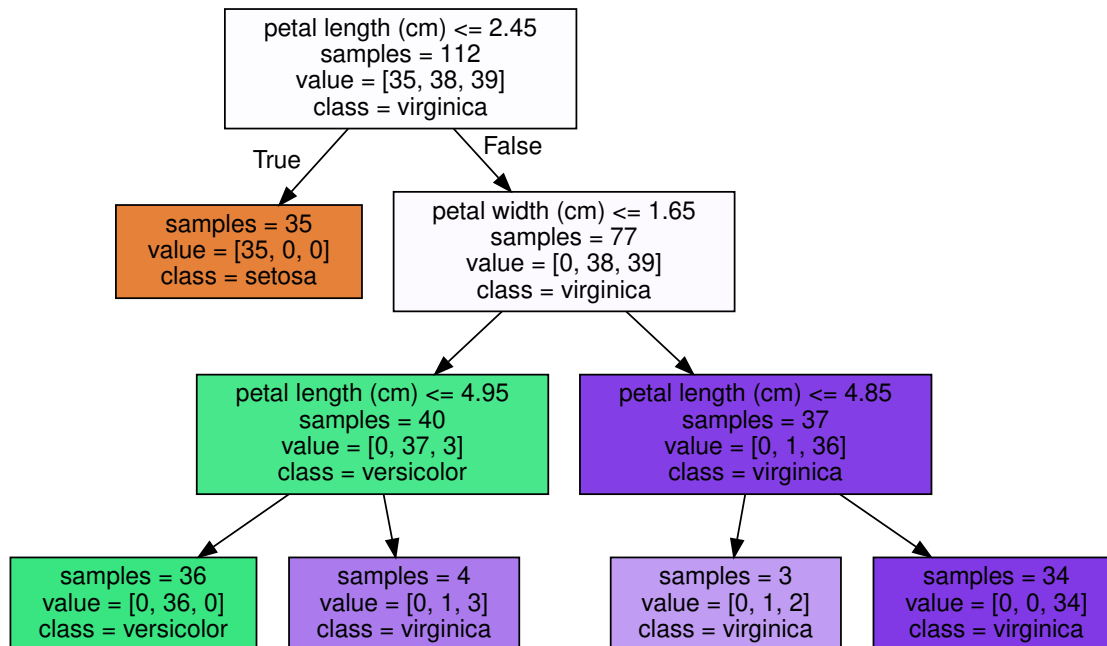 petal length (cm) <= 2.45
samples = 112
value = [35, 38, 39]
class = virginica
True
False
samples = 35
value = [35, 0, 0]
class = setosa
petal width (cm) <= 1.65
samples = 77
value = [0, 38, 39]
class = virginica
petal length (cm) <= 4.95
samples = 40
value = [0, 37, 3]
class = versicolor
petal length (cm) <= 4.85
samples = 37
value = [0, 1, 36]
class = virginica
samples = 36
value = [0, 36, 0]
class = versicolor
samples = 4
value = [0, 1, 3]
class = virginica
samples = 3
value = [0, 1, 2]
class = virginica
samples = 34
value = [0, 0, 34]
class = virginica